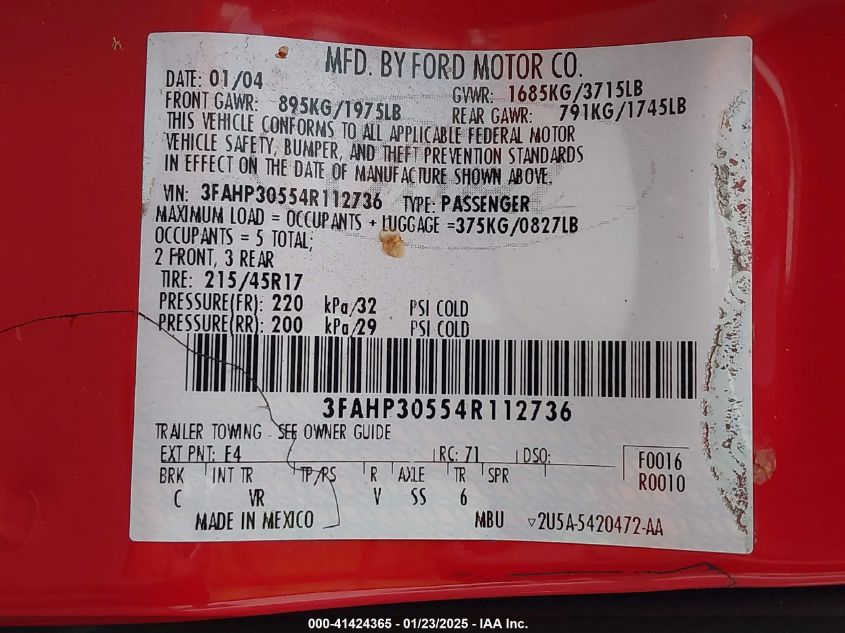 MFD. BY FORD MOTOR CO.
DATE: 01/04 GVWR: 1685KG/3715LB
FRONT GAWR: 895KG/1975LB REAR GAWR: 791KG/1745LB
THIS VEHICLE CONFORMS TO ALL APPLICABLE FEDERAL MOTOR
VEHICLE SAFETY, BUMPER, AND THEFT PREVENTION STANDARDS
IN EFFECT ON THE DATE OF MANUFACTURE SHOWN ABOVE.
VIN: 3FAHP30554R112736 TYPE: PASSENGER
MAXIMUM LOAD = OCCUPANTS + LUGGAGE =375KG/0827LB
OCCUPANTS = 5 TOTAL;
2 FRONT, 3 REAR
TIRE: 215/45R17
PRESSURE(FR): 220 kPa/32 PSI COLD
PRESSURE(RR): 200 kPa/29 PSI COLD
3FAHP30554R112736
TRAILER TOWING - SEE OWNER GUIDE
EXT PNT: E4 RC: 71 DSO: F0016
BRK INT TR TP/RS R AXLE TR SPR R0010
C VR V SS 6
MADE IN MEXICO MBU ▽2U5A-5420472-AA
000-41424365 - 01/23/2025 - IAA Inc.